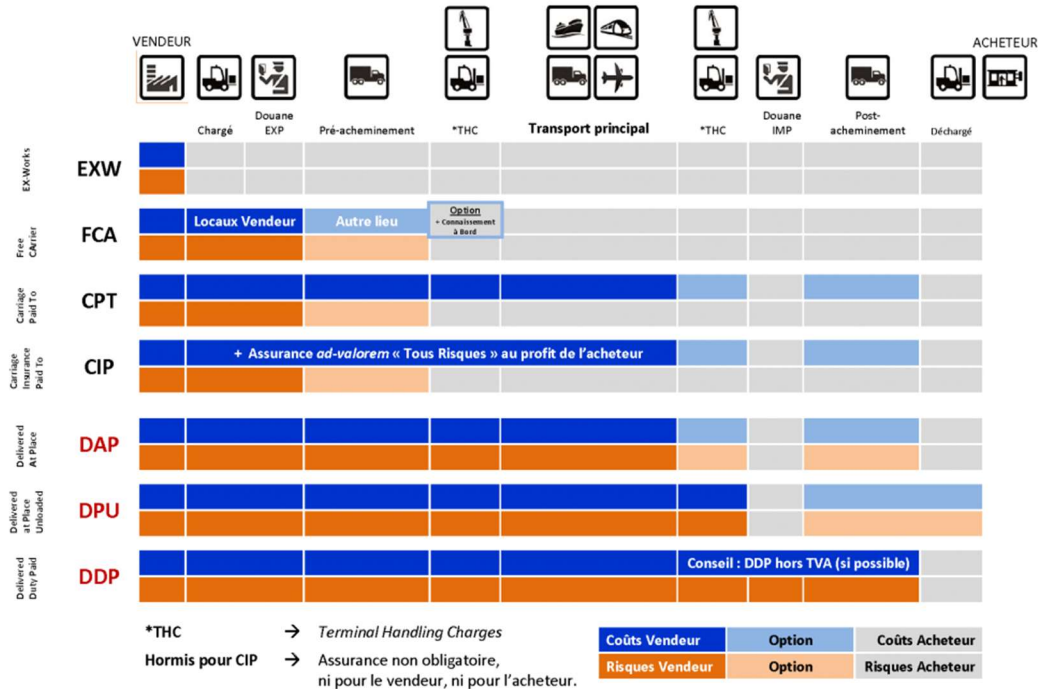 VENDEUR
ACHETEUR
Chargé
Douane
EXP
Pré-acheminement
*THC
Transport principal
*THC
Douane
IMP
Post-
acheminement
Déchargé
EX-Works
EXW
Free
CArrier
FCA
Locaux Vendeur
Autre lieu
Option
+ Connaissement
à Bord
Carriage
Paid To
CPT
Carriage
Insurance
Paid To
CIP
+ Assurance ad-valorem « Tous Risques » au profit de l’acheteur
Delivered
At Place
DAP
Delivered
at Place
Unloaded
DPU
Delivered
Duty Paid
DDP
Conseil : DDP hors TVA (si possible)
*THC → Terminal Handling Charges
Hormis pour CIP → Assurance non obligatoire,
ni pour le vendeur, ni pour l’acheteur.
Coûts Vendeur Option Coûts Acheteur
Risques Vendeur Option Risques Acheteur